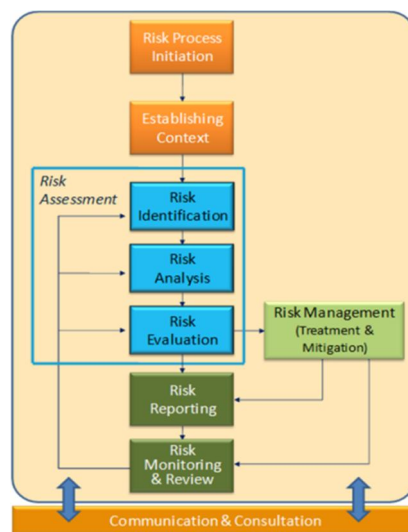 Risk Process
Initiation
Establishing
Context
Risk
Assessment
Risk
Identification
Risk
Analysis
Risk
Evaluation
Risk Management
(Treatment &
Mitigation)
Risk
Reporting
Risk
Monitoring
& Review
Communication & Consultation